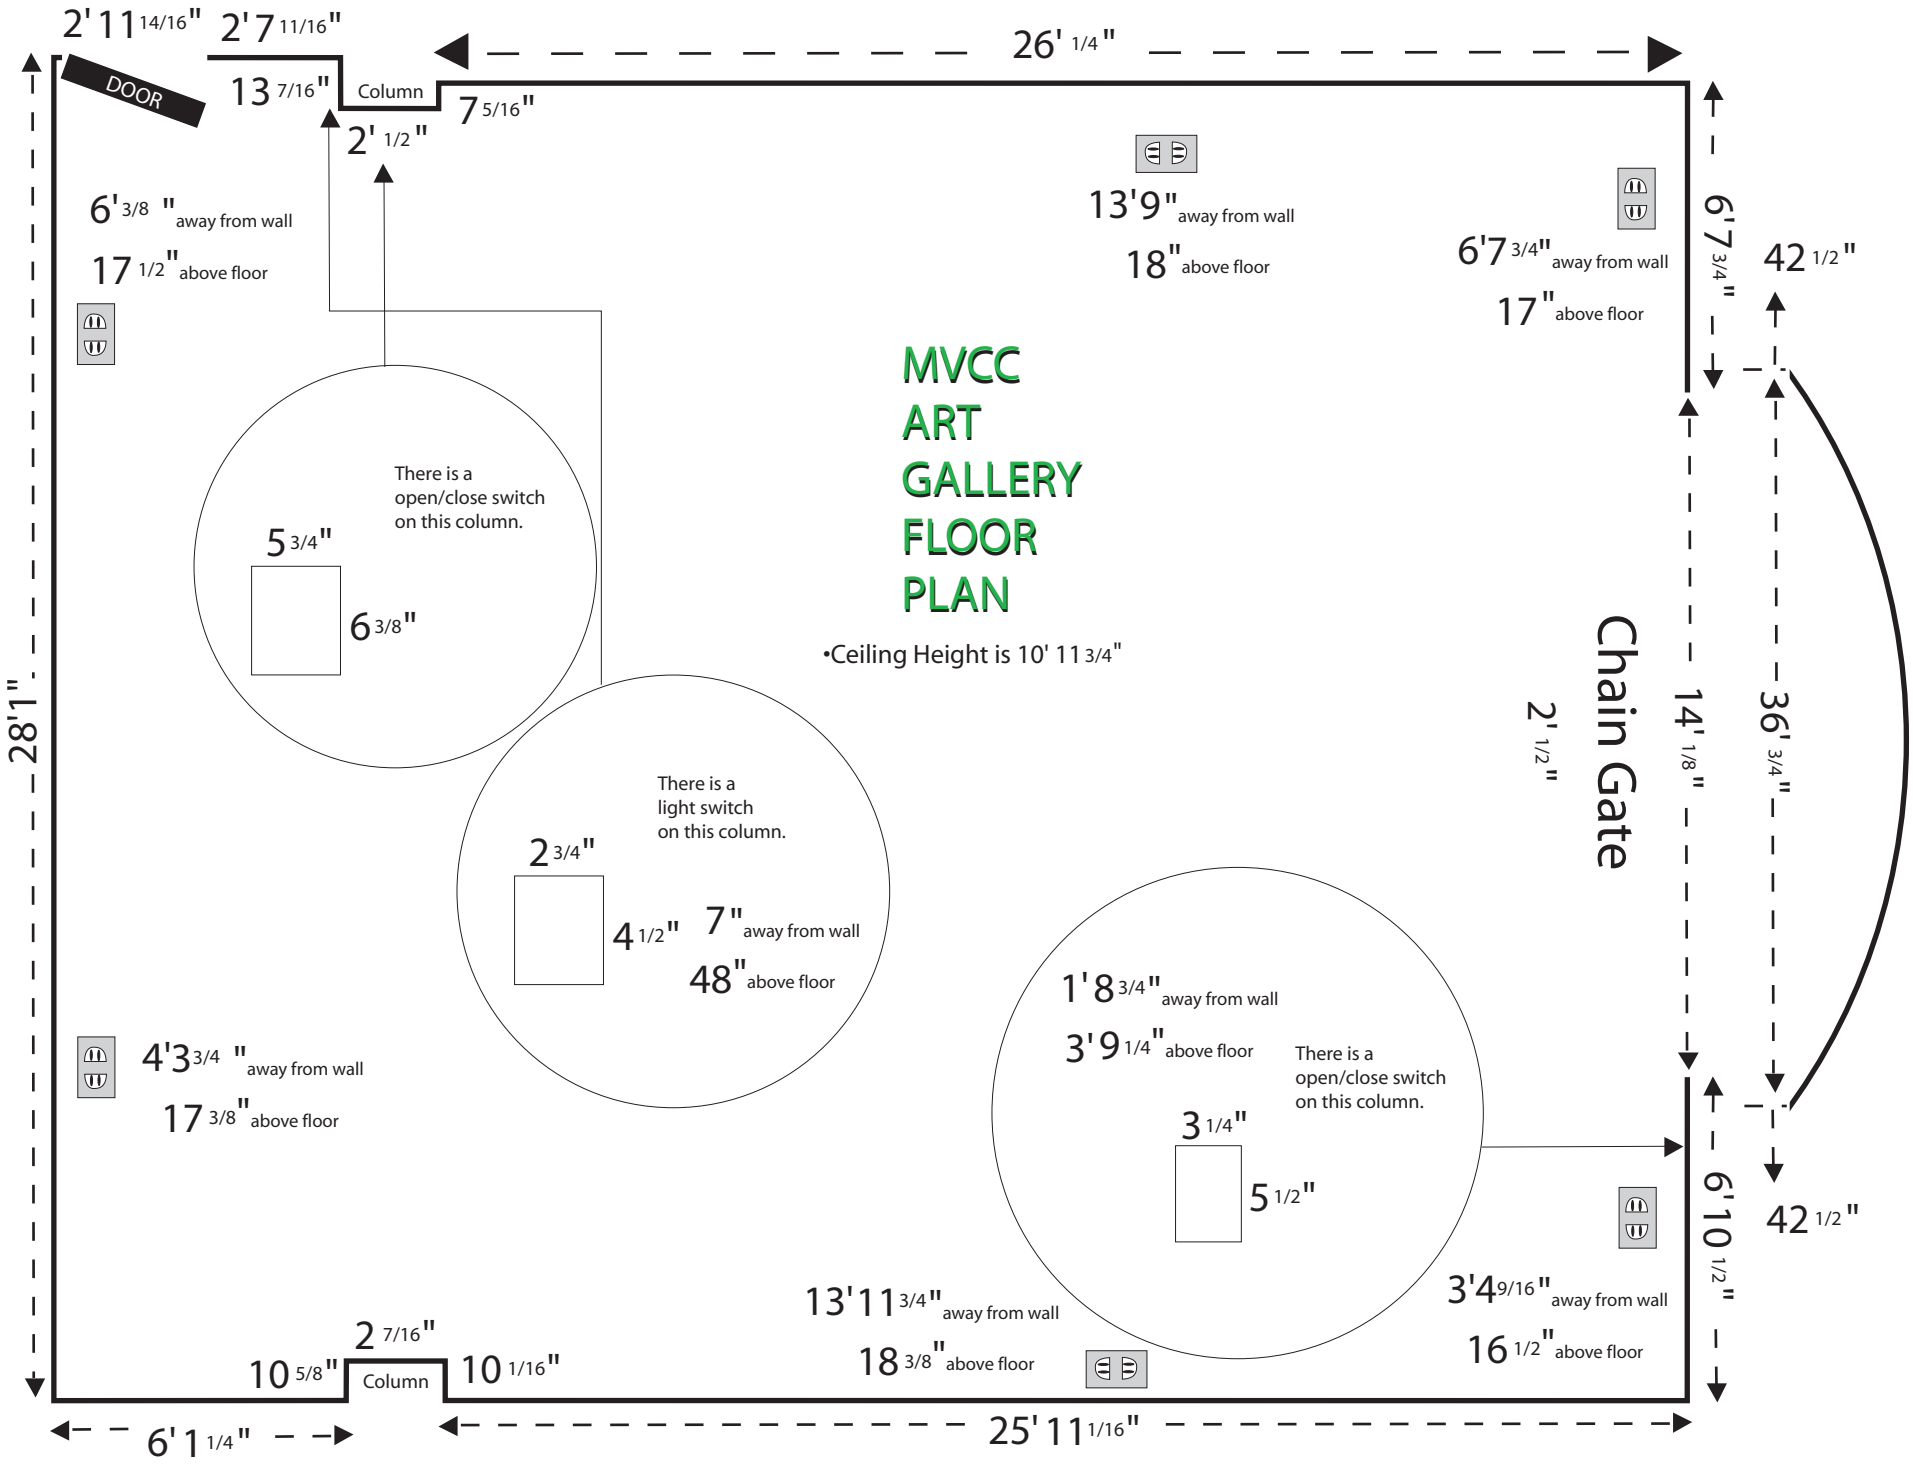 2' 11 14/16" 2' 7 11/16"
26' 1/4"
DOOR
13 7/16"
Column
7 5/16"
2' 1/2"
6' 3/8 " away from wall
17 1/2" above floor
13'9" away from wall
18" above floor
6'7 3/4" away from wall
17" above floor
6'7 3/4"
42 1/2"
MVCC
ART
GALLERY
FLOOR
PLAN
•Ceiling Height is 10' 11 3/4"
There is a
open/close switch
on this column.
5 3/4"
6 3/8"
28'1"
There is a
light switch
on this column.
2 3/4"
4 1/2"
7" away from wall
48" above floor
2' 1/2"
Chain Gate
14' 1/8"
36' 3/4"
1' 8 3/4" away from wall
3' 9 1/4" above floor
There is a
open/close switch
on this column.
3 1/4"
5 1/2"
4'3 3/4 " away from wall
17 3/8" above floor
6' 10 1/2"
42 1/2"
3'4 9/16" away from wall
16 1/2" above floor
13' 11 3/4" away from wall
18 3/8" above floor
2 7/16"
10 5/8"
Column
10 1/16"
6' 1 1/4"
25' 11 1/16"